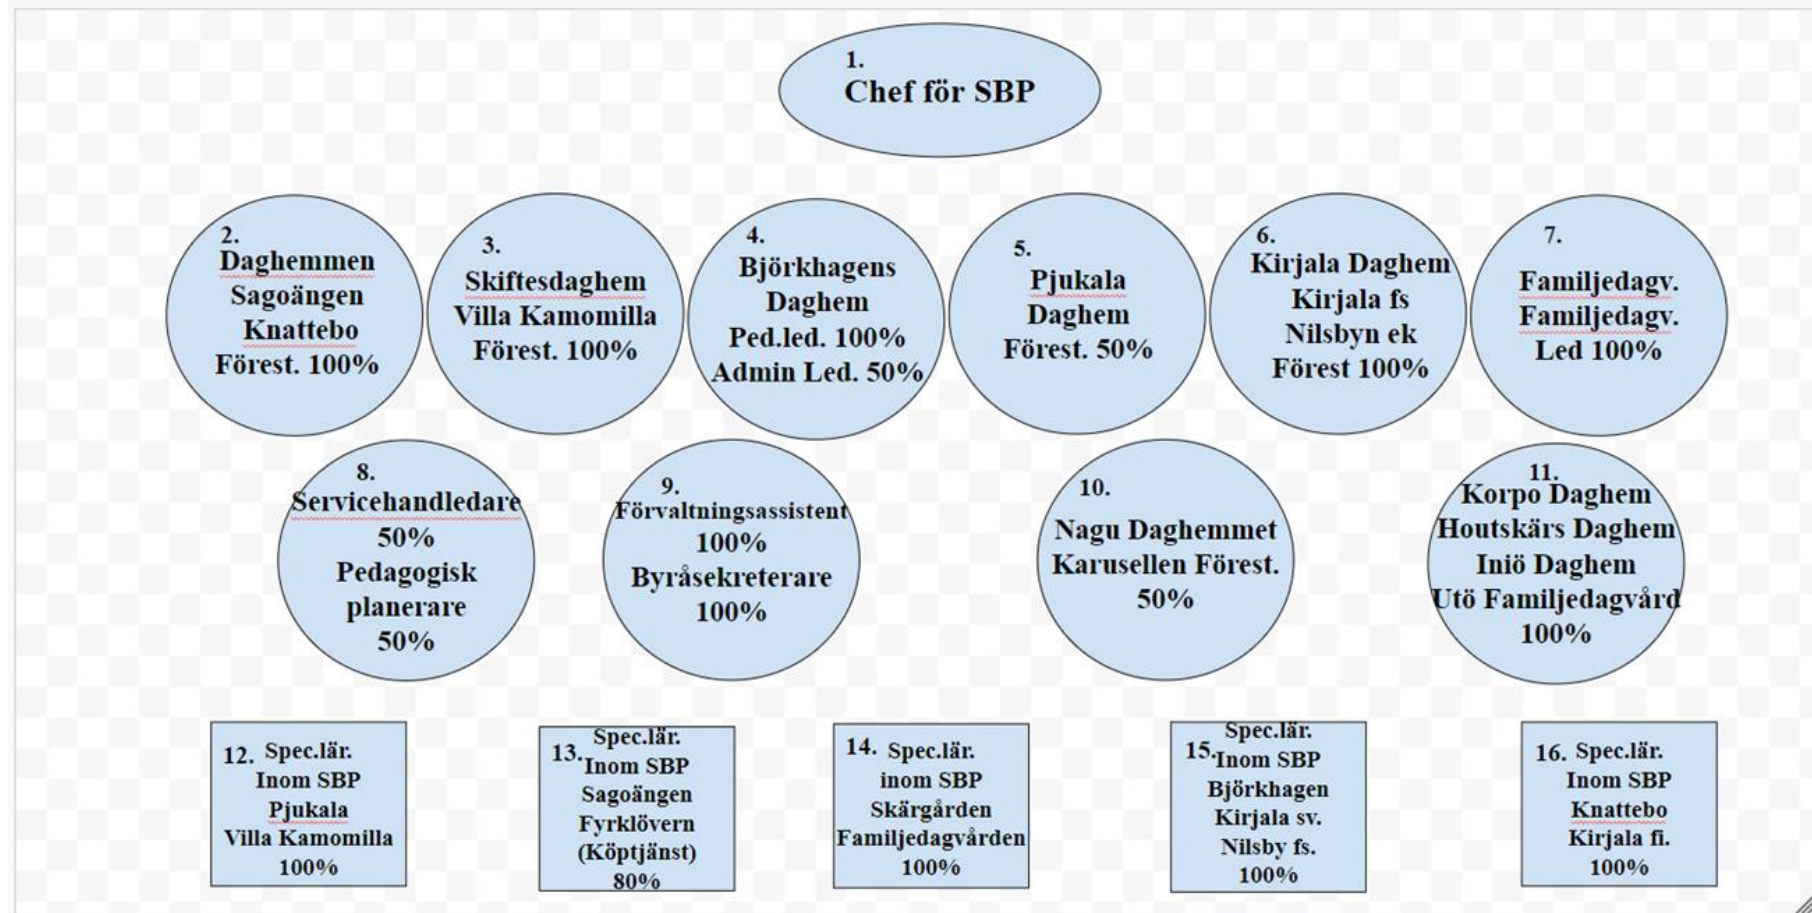 1.
Chef för SBP
2.
Daghemmen
Sagoängen
Knattebo
Förest. 100%
3.
Skiftesdaghem
Villa Kamomilla
Förest. 100%
4.
Björkhagens
Daghem
Ped.led. 100%
Admin Led. 50%
5.
Pjukala
Daghem
Förest. 50%
6.
Kirjala Daghem
Kirjala fs
Nilsbyn ek
Förest 100%
7.
Familjedagv.
Familjedagv.
Led 100%
8.
Servicehandledare
50%
Pedagogisk
planerare
50%
9.
Förvaltningsassistent
100%
Byråsekreterare
100%
10.
Nagu Daghemmet
Karusellen Förest.
50%
11.
Korpo Daghem
Houtskärs Daghem
Iniö Daghem
Utö Familjedagvård
100%
12. Spec.lär.
Inom SBP
Pjukala
Villa Kamomilla
100%
Spec.lär.
13. Inom SBP
Sagoängen
Fyrklövern
(Köptjänst)
80%
14. Spec.lär.
inom SBP
Skärgården
Familjedagvården
100%
Spec.lär.
15. Inom SBP
Björkhagen
Kirjala sv.
Nilsby fs.
100%
16. Spec.lär.
Inom SBP
Knattebo
Kirjala fi.
100%